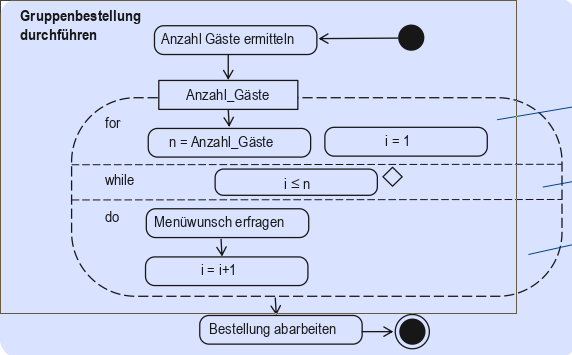 Gruppenbestellung
durchführen
Anzahl Gäste ermitteln
Anzahl_Gäste
for
n = Anzahl_Gäste
i = 1
while
i ≤ n
do
Menüwunsch erfragen
i = i+1
Bestellung abarbeiten